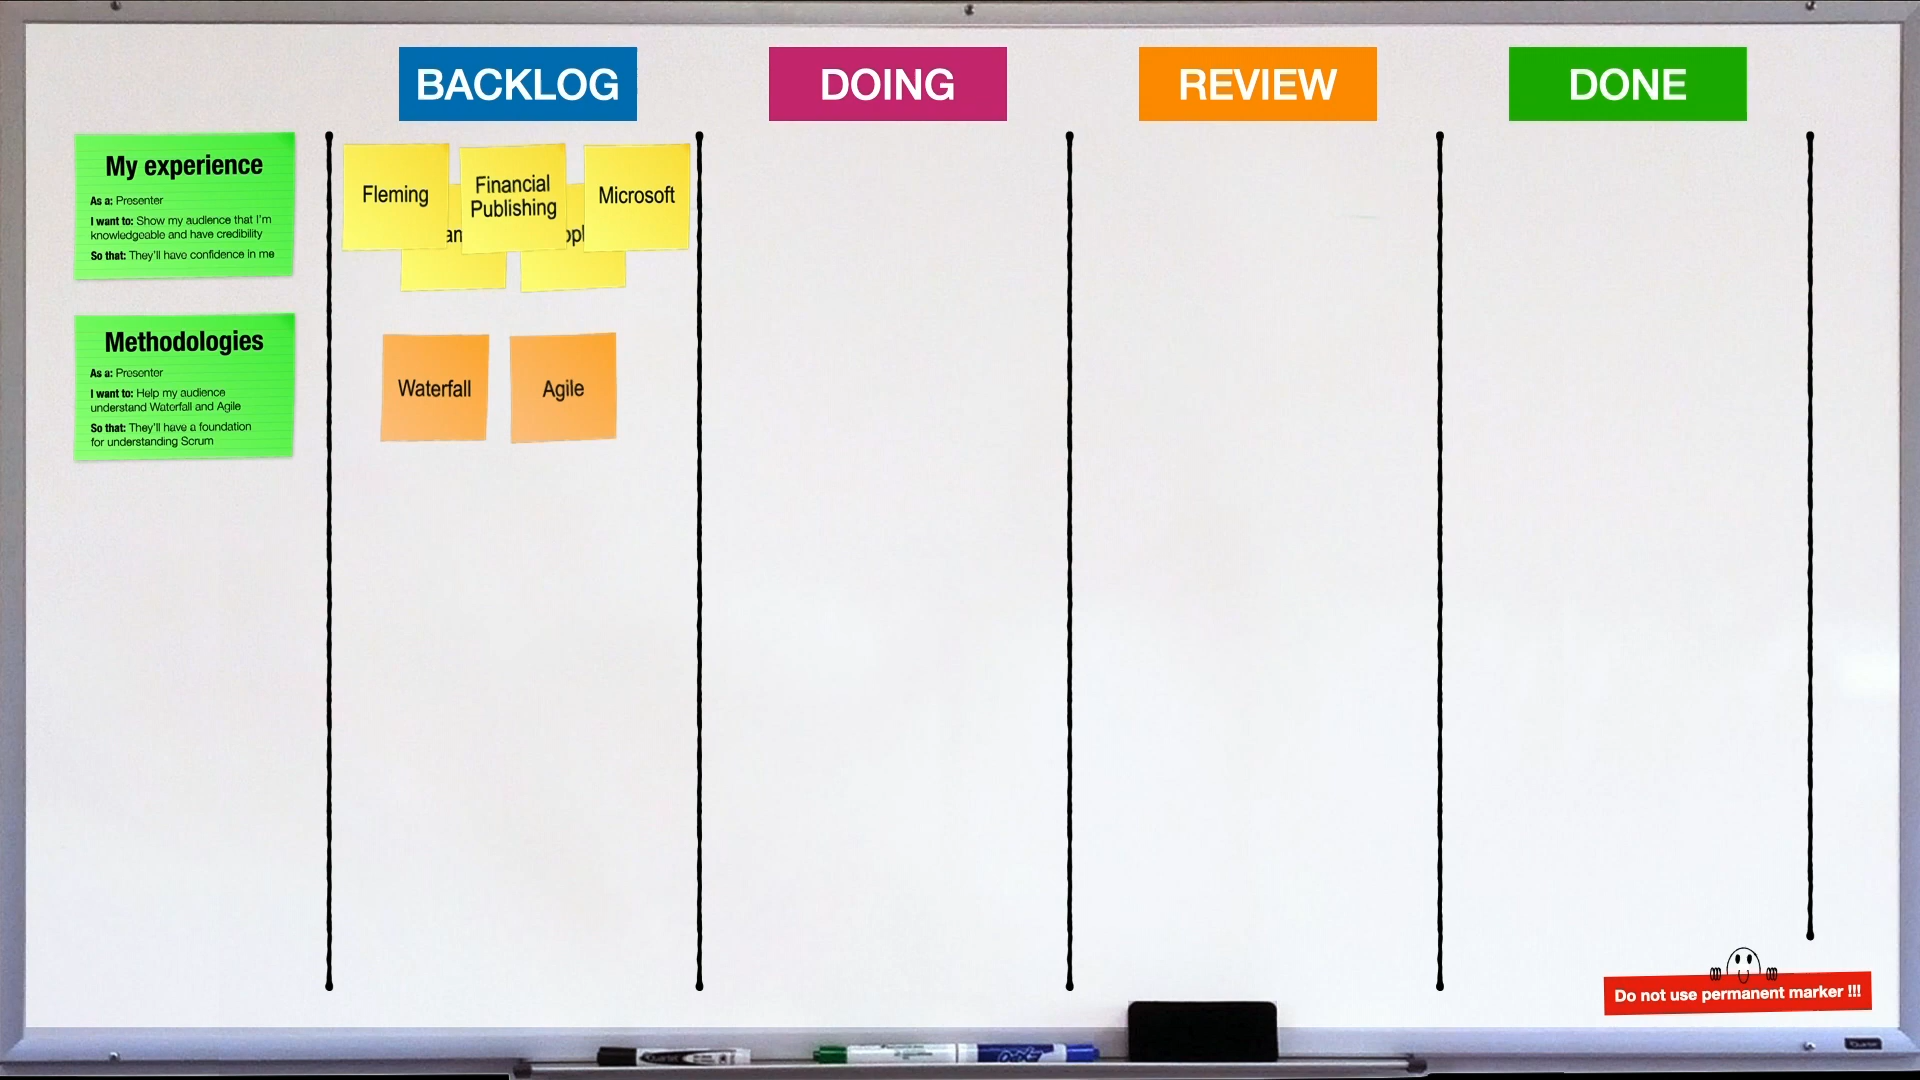 BACKLOG
DOING
REVIEW
DONE
My experience
As a: Presenter
I want to: Show my audience that I'm
knowledgeable and have credibility
So that: They'll have confidence in me
Fleming
Financial
Publishing
Microsoft
Methodologies
As a: Presenter
I want to: Help my audience
understand Waterfall and Agile
So that: They'll have a foundation
for understanding Scrum
Waterfall
Agile
Do not use permanent marker !!!
Quartet